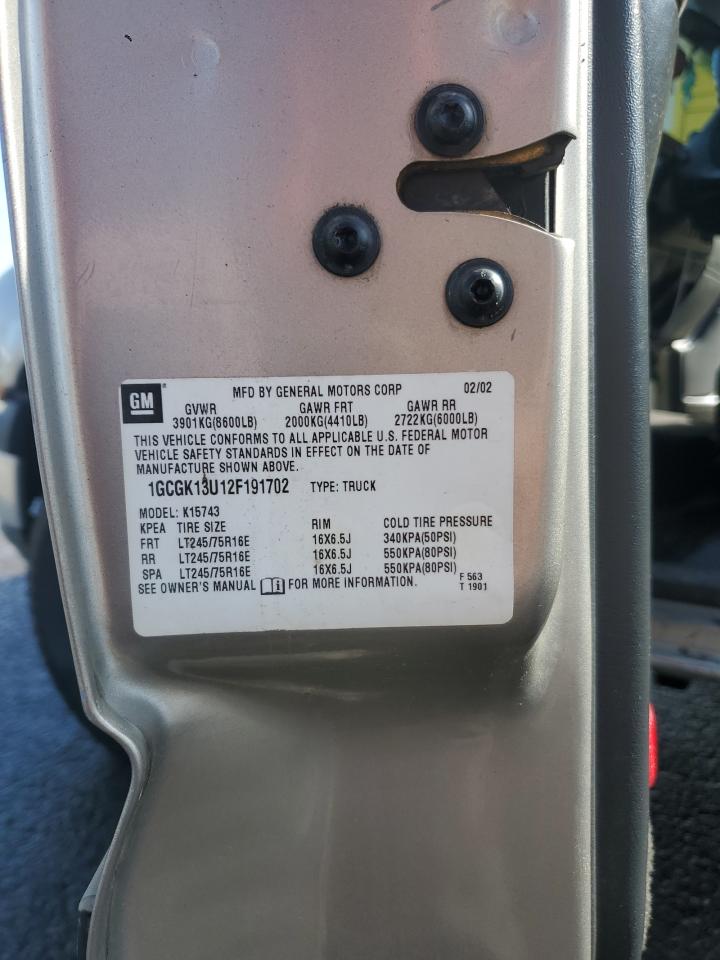 GM MFD BY GENERAL MOTORS CORP 02/02
GVWR GAWR FRT GAWR RR
3901KG(8600LB) 2000KG(4410LB) 2722KG(6000LB)
THIS VEHICLE CONFORMS TO ALL APPLICABLE U.S. FEDERAL MOTOR
VEHICLE SAFETY STANDARDS IN EFFECT ON THE DATE OF
MANUFACTURE SHOWN ABOVE.
1GCGK13U12F191702 TYPE: TRUCK
MODEL: K15743
KPEA TIRE SIZE RIM COLD TIRE PRESSURE
FRT LT245/75R16E 16X6.5J 340KPA(50PSI)
RR LT245/75R16E 16X6.5J 550KPA(80PSI)
SPA LT245/75R16E 16X6.5J 550KPA(80PSI)
SEE OWNER'S MANUAL i FOR MORE INFORMATION.
F 563
T 1901